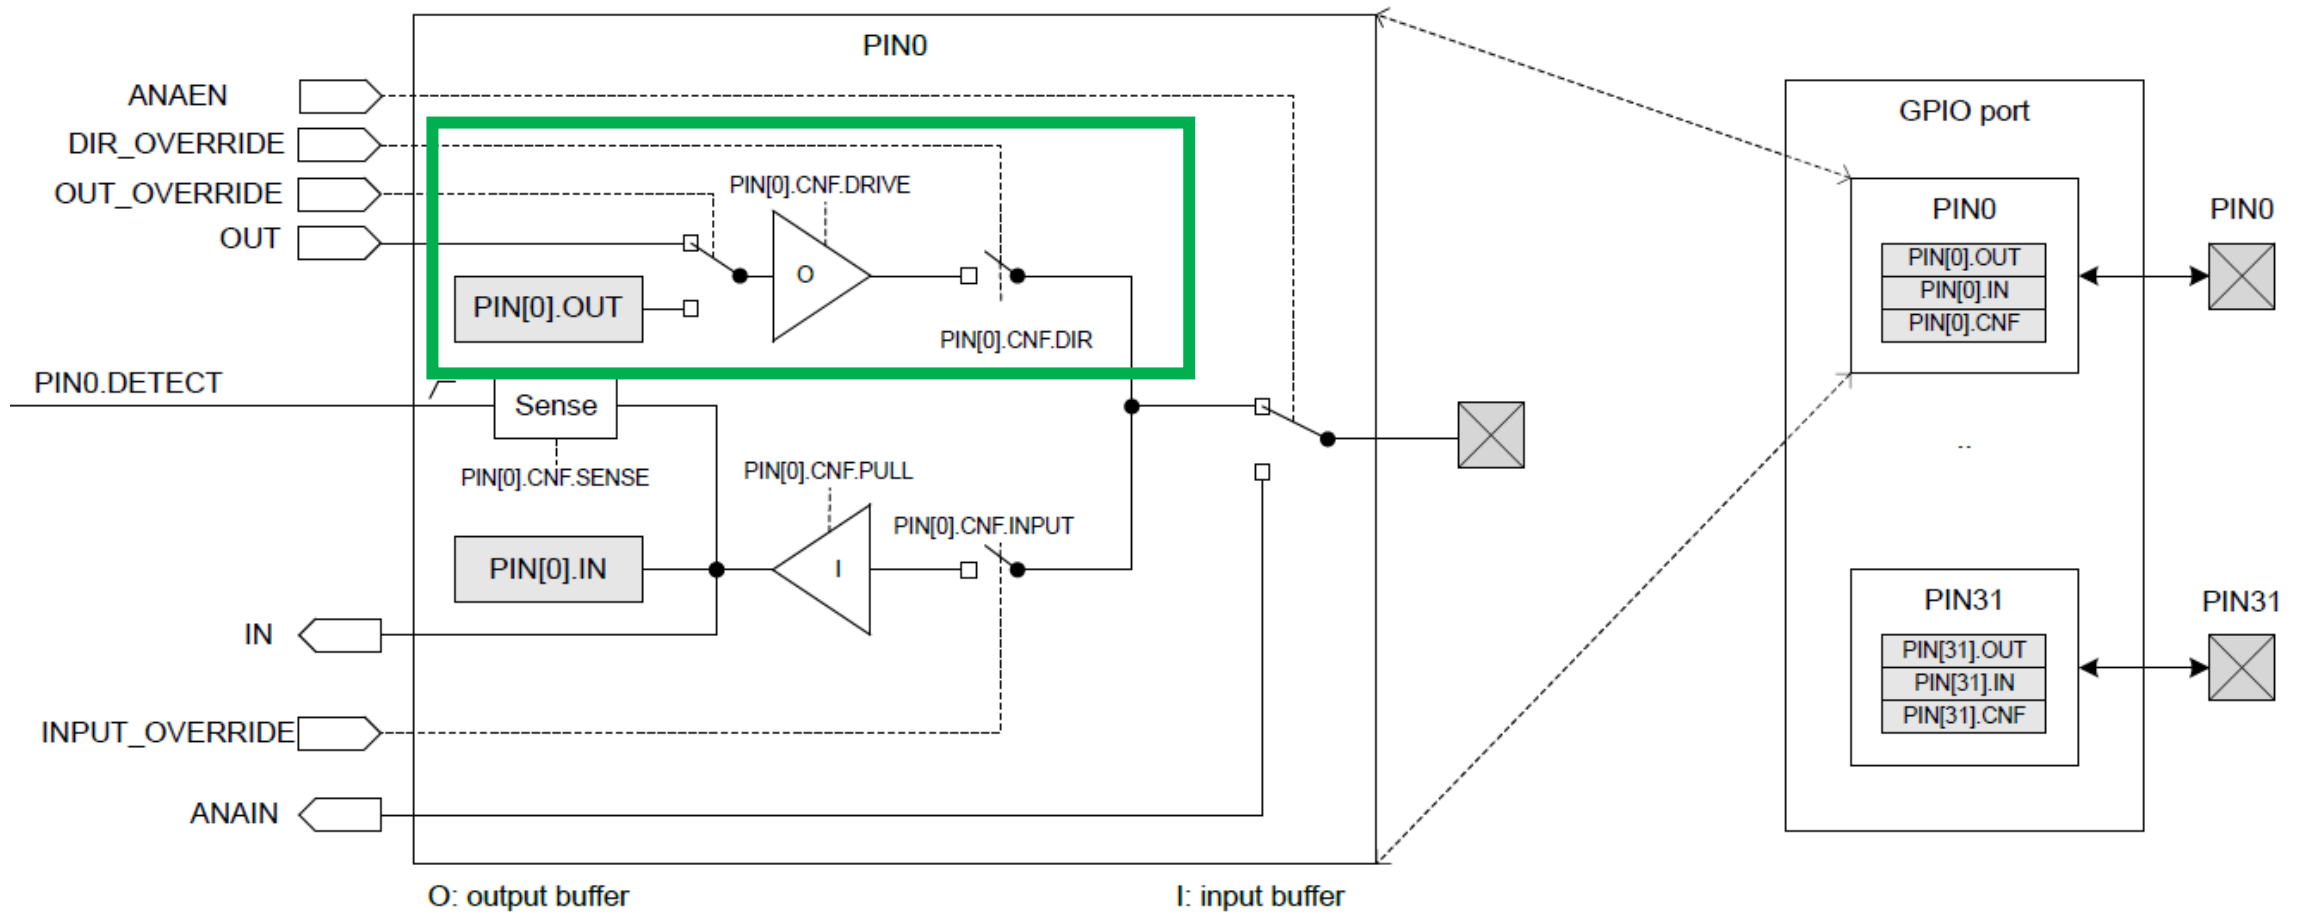 PIN0
ANAEN
DIR_OVERRIDE
OUT_OVERRIDE
OUT
PIN[0].CNF.DRIVE
O
PIN[0].OUT
PIN[0].CNF.DIR
PIN0.DETECT
Sense
PIN[0].CNF.SENSE
PIN[0].CNF.PULL
PIN[0].CNF.INPUT
PIN[0].IN
I
IN
INPUT_OVERRIDE
ANAIN
O: output buffer
I: input buffer
GPIO port
PIN0
PIN[0].OUT
PIN[0].IN
PIN[0].CNF
PIN0
..
PIN31
PIN[31].OUT
PIN[31].IN
PIN[31].CNF
PIN31